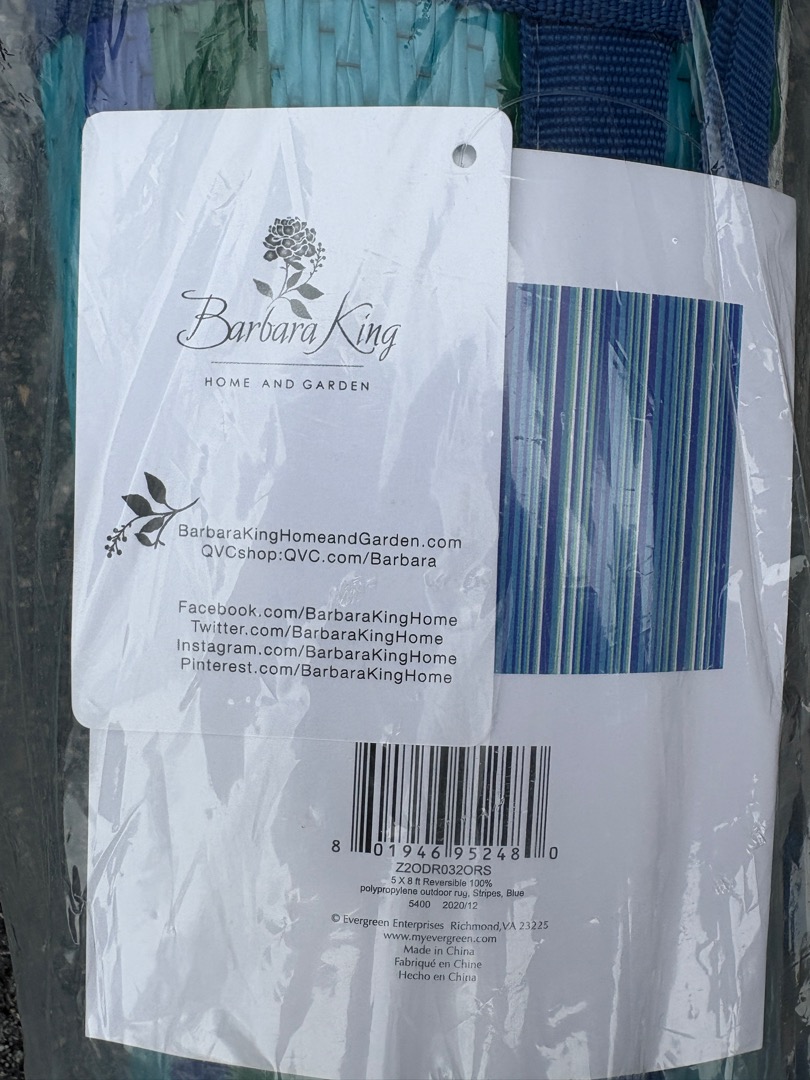 Barbara King
HOME AND GARDEN
BarbaraKingHomeandGarden.com
QVCshop:QVC.com/Barbara
Facebook.com/BarbaraKingHome
Twitter.com/BarbaraKingHome
Instagram.com/BarbaraKingHome
Pinterest.com/BarbaraKingHome
8 01946 95248 0
Z2ODR032ORS
5 X 8 ft Reversible 100%
polypropylene outdoor rug, Stripes, Blue
5400 2020/12
© Evergreen Enterprises Richmond,VA 23225
www.myevergreen.com
Made in China
Fabriqué en Chine
Hecho en China